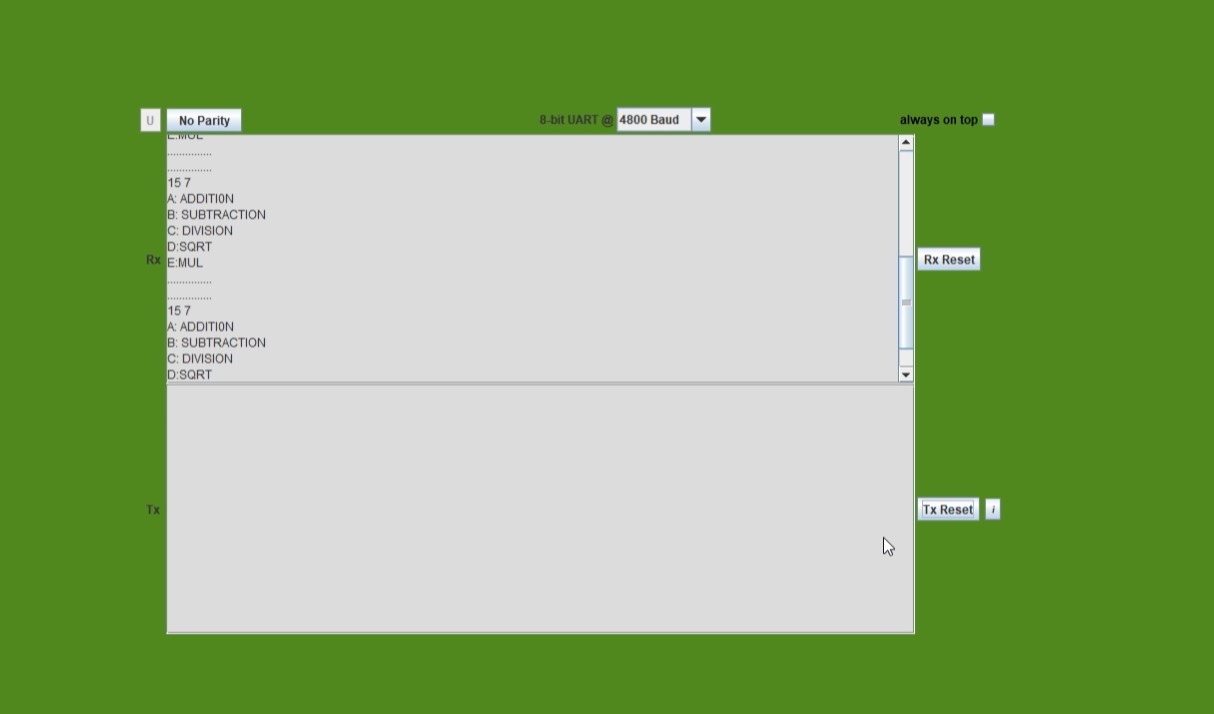 U No Parity 8-bit UART @ 4800 Baud always on top
E:MUL
...............
...............
15 7
A: ADDITI0N
B: SUBTRACTION
C: DIVISION
D:SQRT
Rx E:MUL Rx Reset
...............
...............
15 7
A: ADDITI0N
B: SUBTRACTION
C: DIVISION
D:SQRT
Tx Tx Reset i